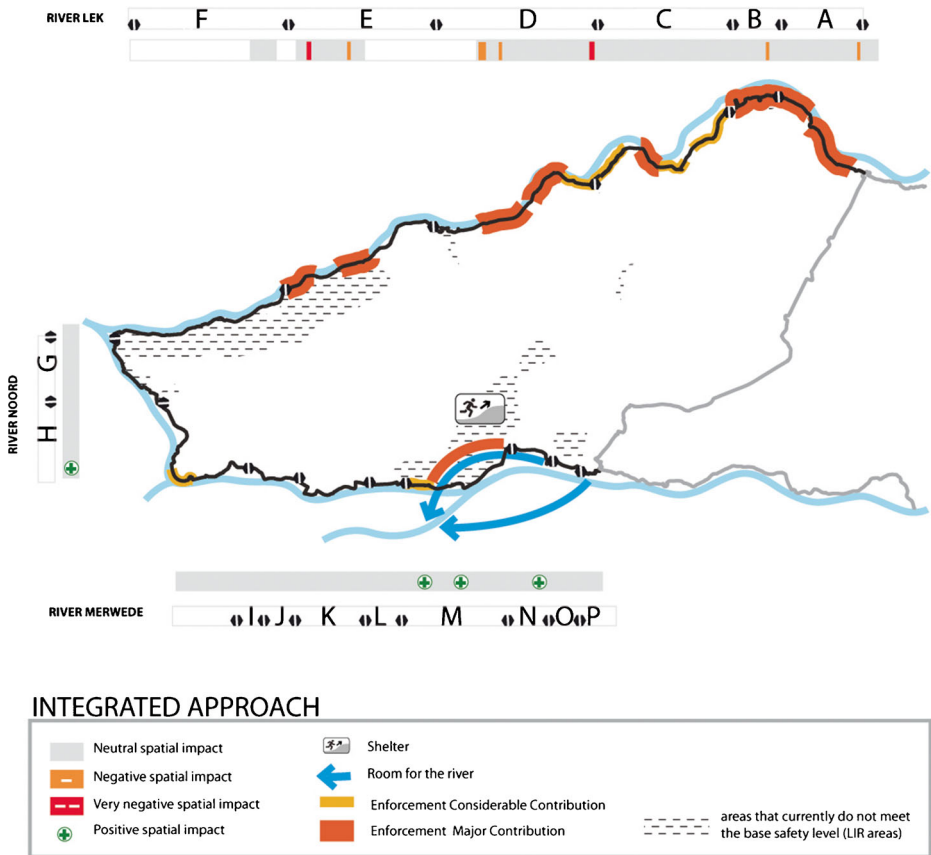 RIVER LEK
F E D C B A
G
H
RIVER NOORD
RIVER MERWEDE
I J K L M N O P
INTEGRATED APPROACH
Neutral spatial impact
Negative spatial impact
Very negative spatial impact
Positive spatial impact
Shelter
Room for the river
Enforcement Considerable Contribution
Enforcement Major Contribution
areas that currently do not meet
the base safety level (LIR areas)